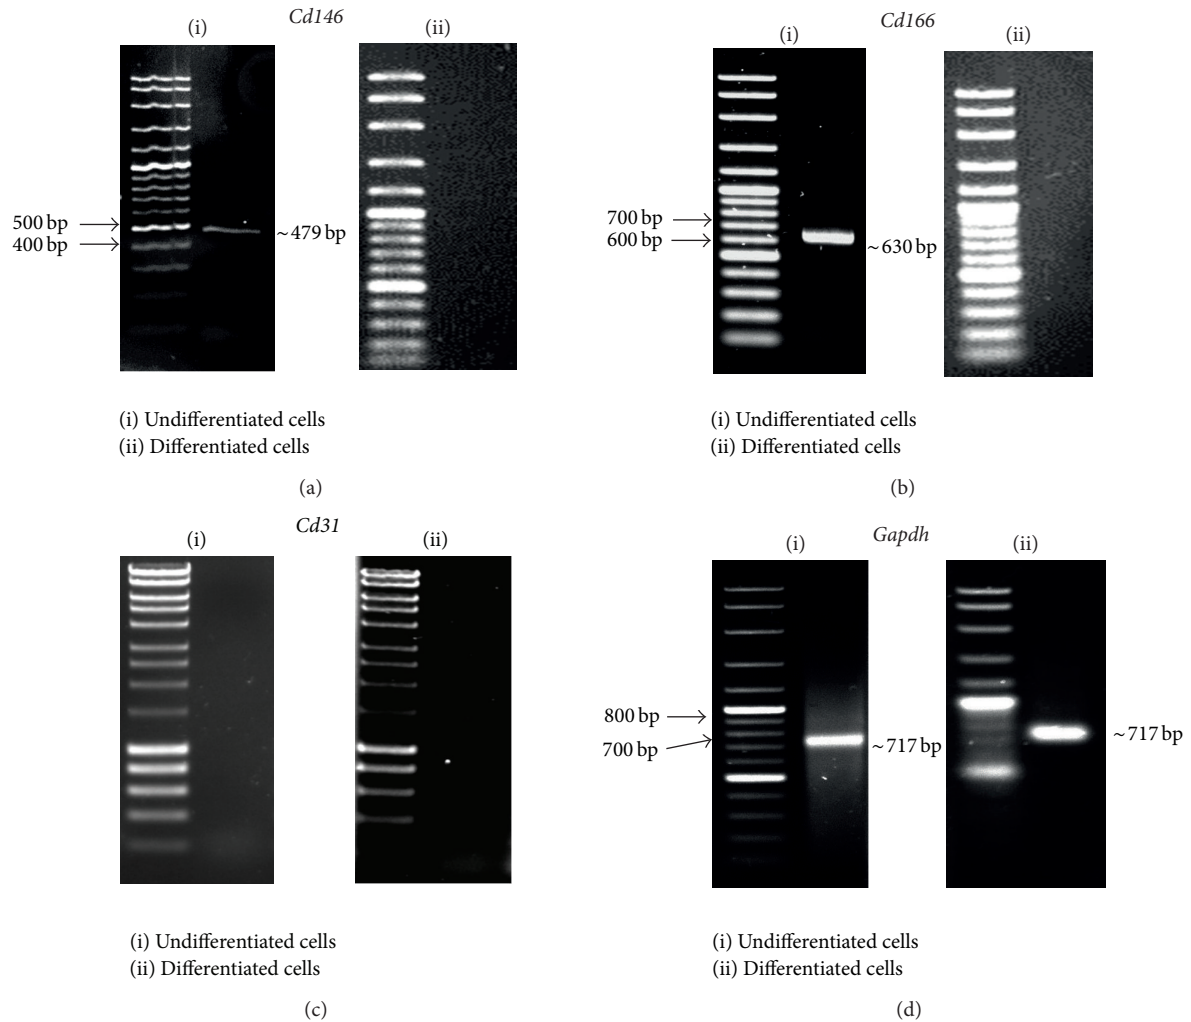 Cd146
(i)
(ii)
500 bp
400 bp
~479 bp
(i) Undifferentiated cells
(ii) Differentiated cells
(a)
Cd166
(i)
(ii)
700 bp
600 bp
~630 bp
(i) Undifferentiated cells
(ii) Differentiated cells
(b)
Cd31
(i)
(ii)
(i) Undifferentiated cells
(ii) Differentiated cells
(c)
Gapdh
(i)
(ii)
800 bp
700 bp
~717 bp
~717 bp
(i) Undifferentiated cells
(ii) Differentiated cells
(d)